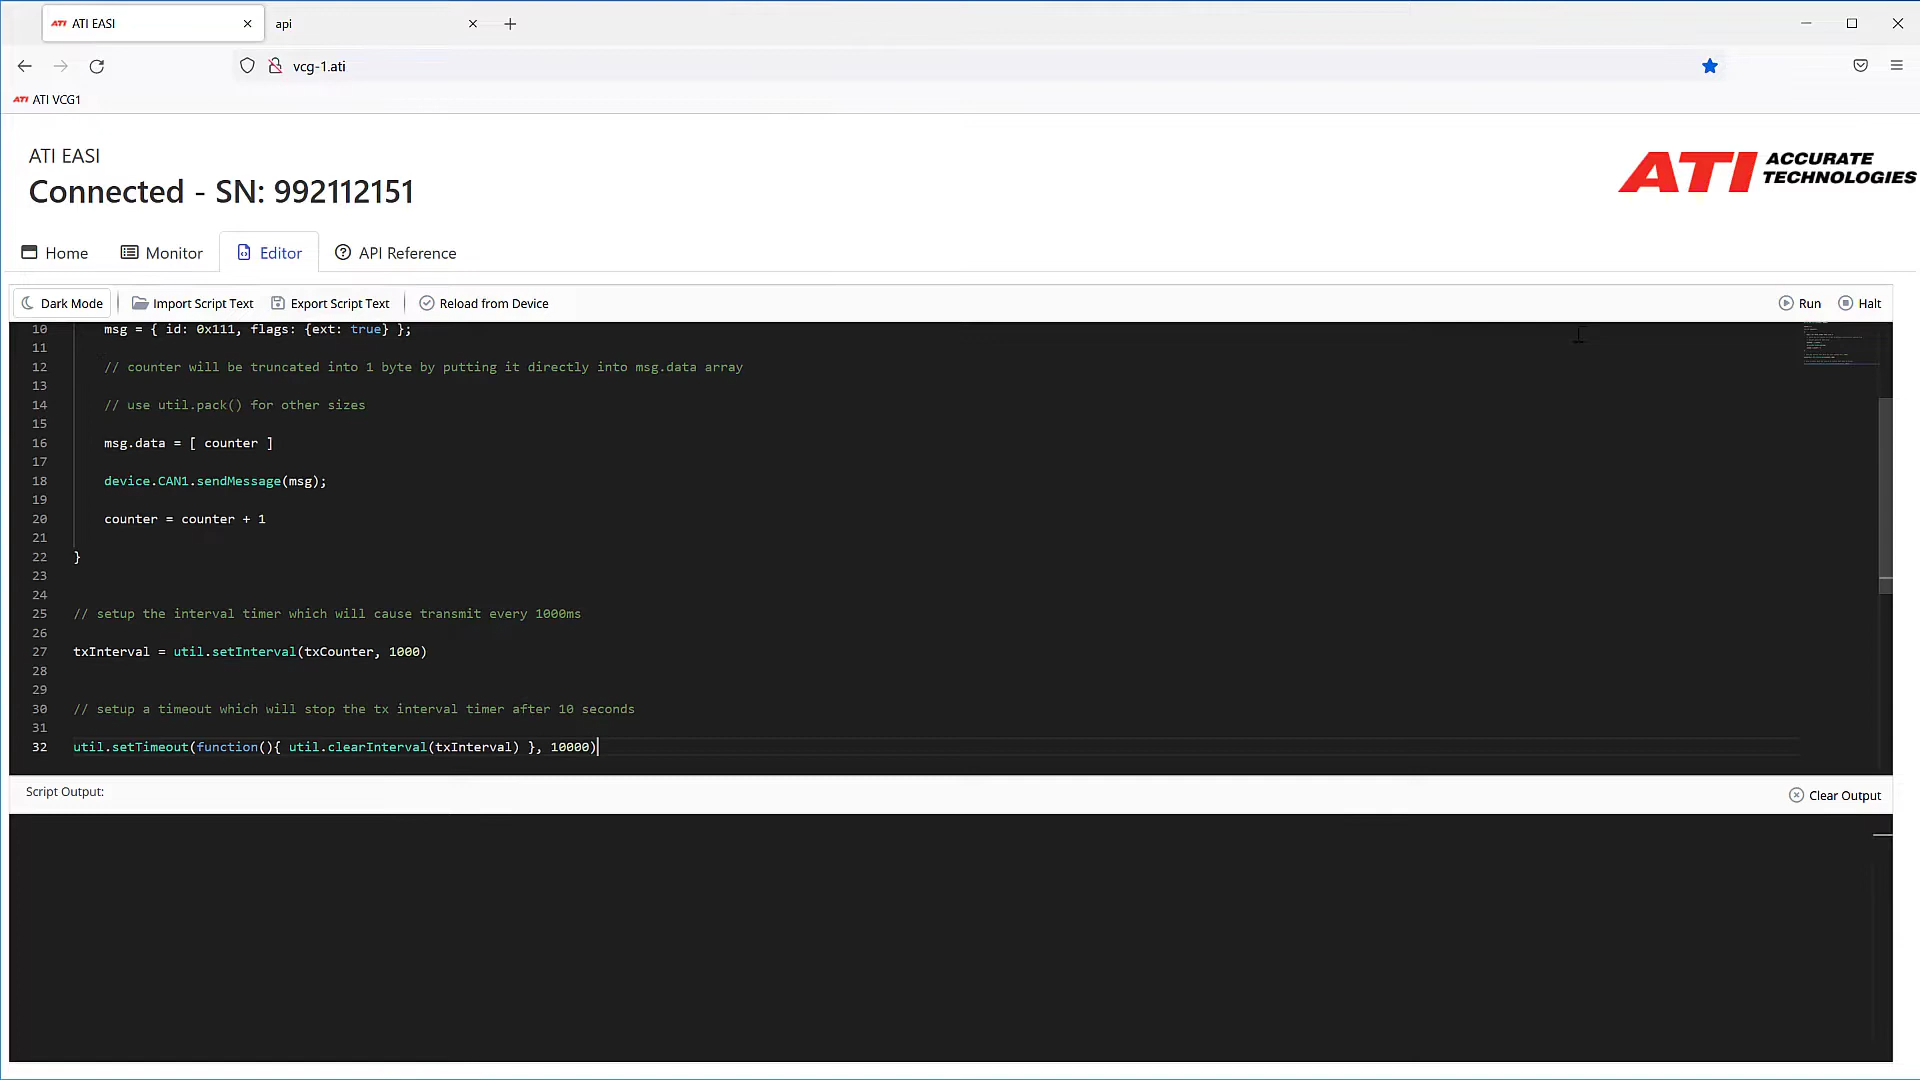 ATI ATI EASI
api
vcg-1.ati
ATI ATI VCG1
ATI EASI
Connected - SN: 992112151
ATI ACCURATE
TECHNOLOGIES
Home Monitor Editor API Reference
Dark Mode Import Script Text Export Script Text Reload from Device Run Halt
10 msg = { id: 0x111, flags: {ext: true} };
11
12 // counter will be truncated into 1 byte by putting it directly into msg.data array
13
14 // use util.pack() for other sizes
15
16 msg.data = [ counter ]
17
18 device.CAN1.sendMessage(msg);
19
20 counter = counter + 1
21
22 }
23
24
25 // setup the interval timer which will cause transmit every 1000ms
26
27 txInterval = util.setInterval(txCounter, 1000)
28
29
30 // setup a timeout which will stop the tx interval timer after 10 seconds
31
32 util.setTimeout(function(){ util.clearInterval(txInterval) }, 10000)
Script Output:
Clear Output